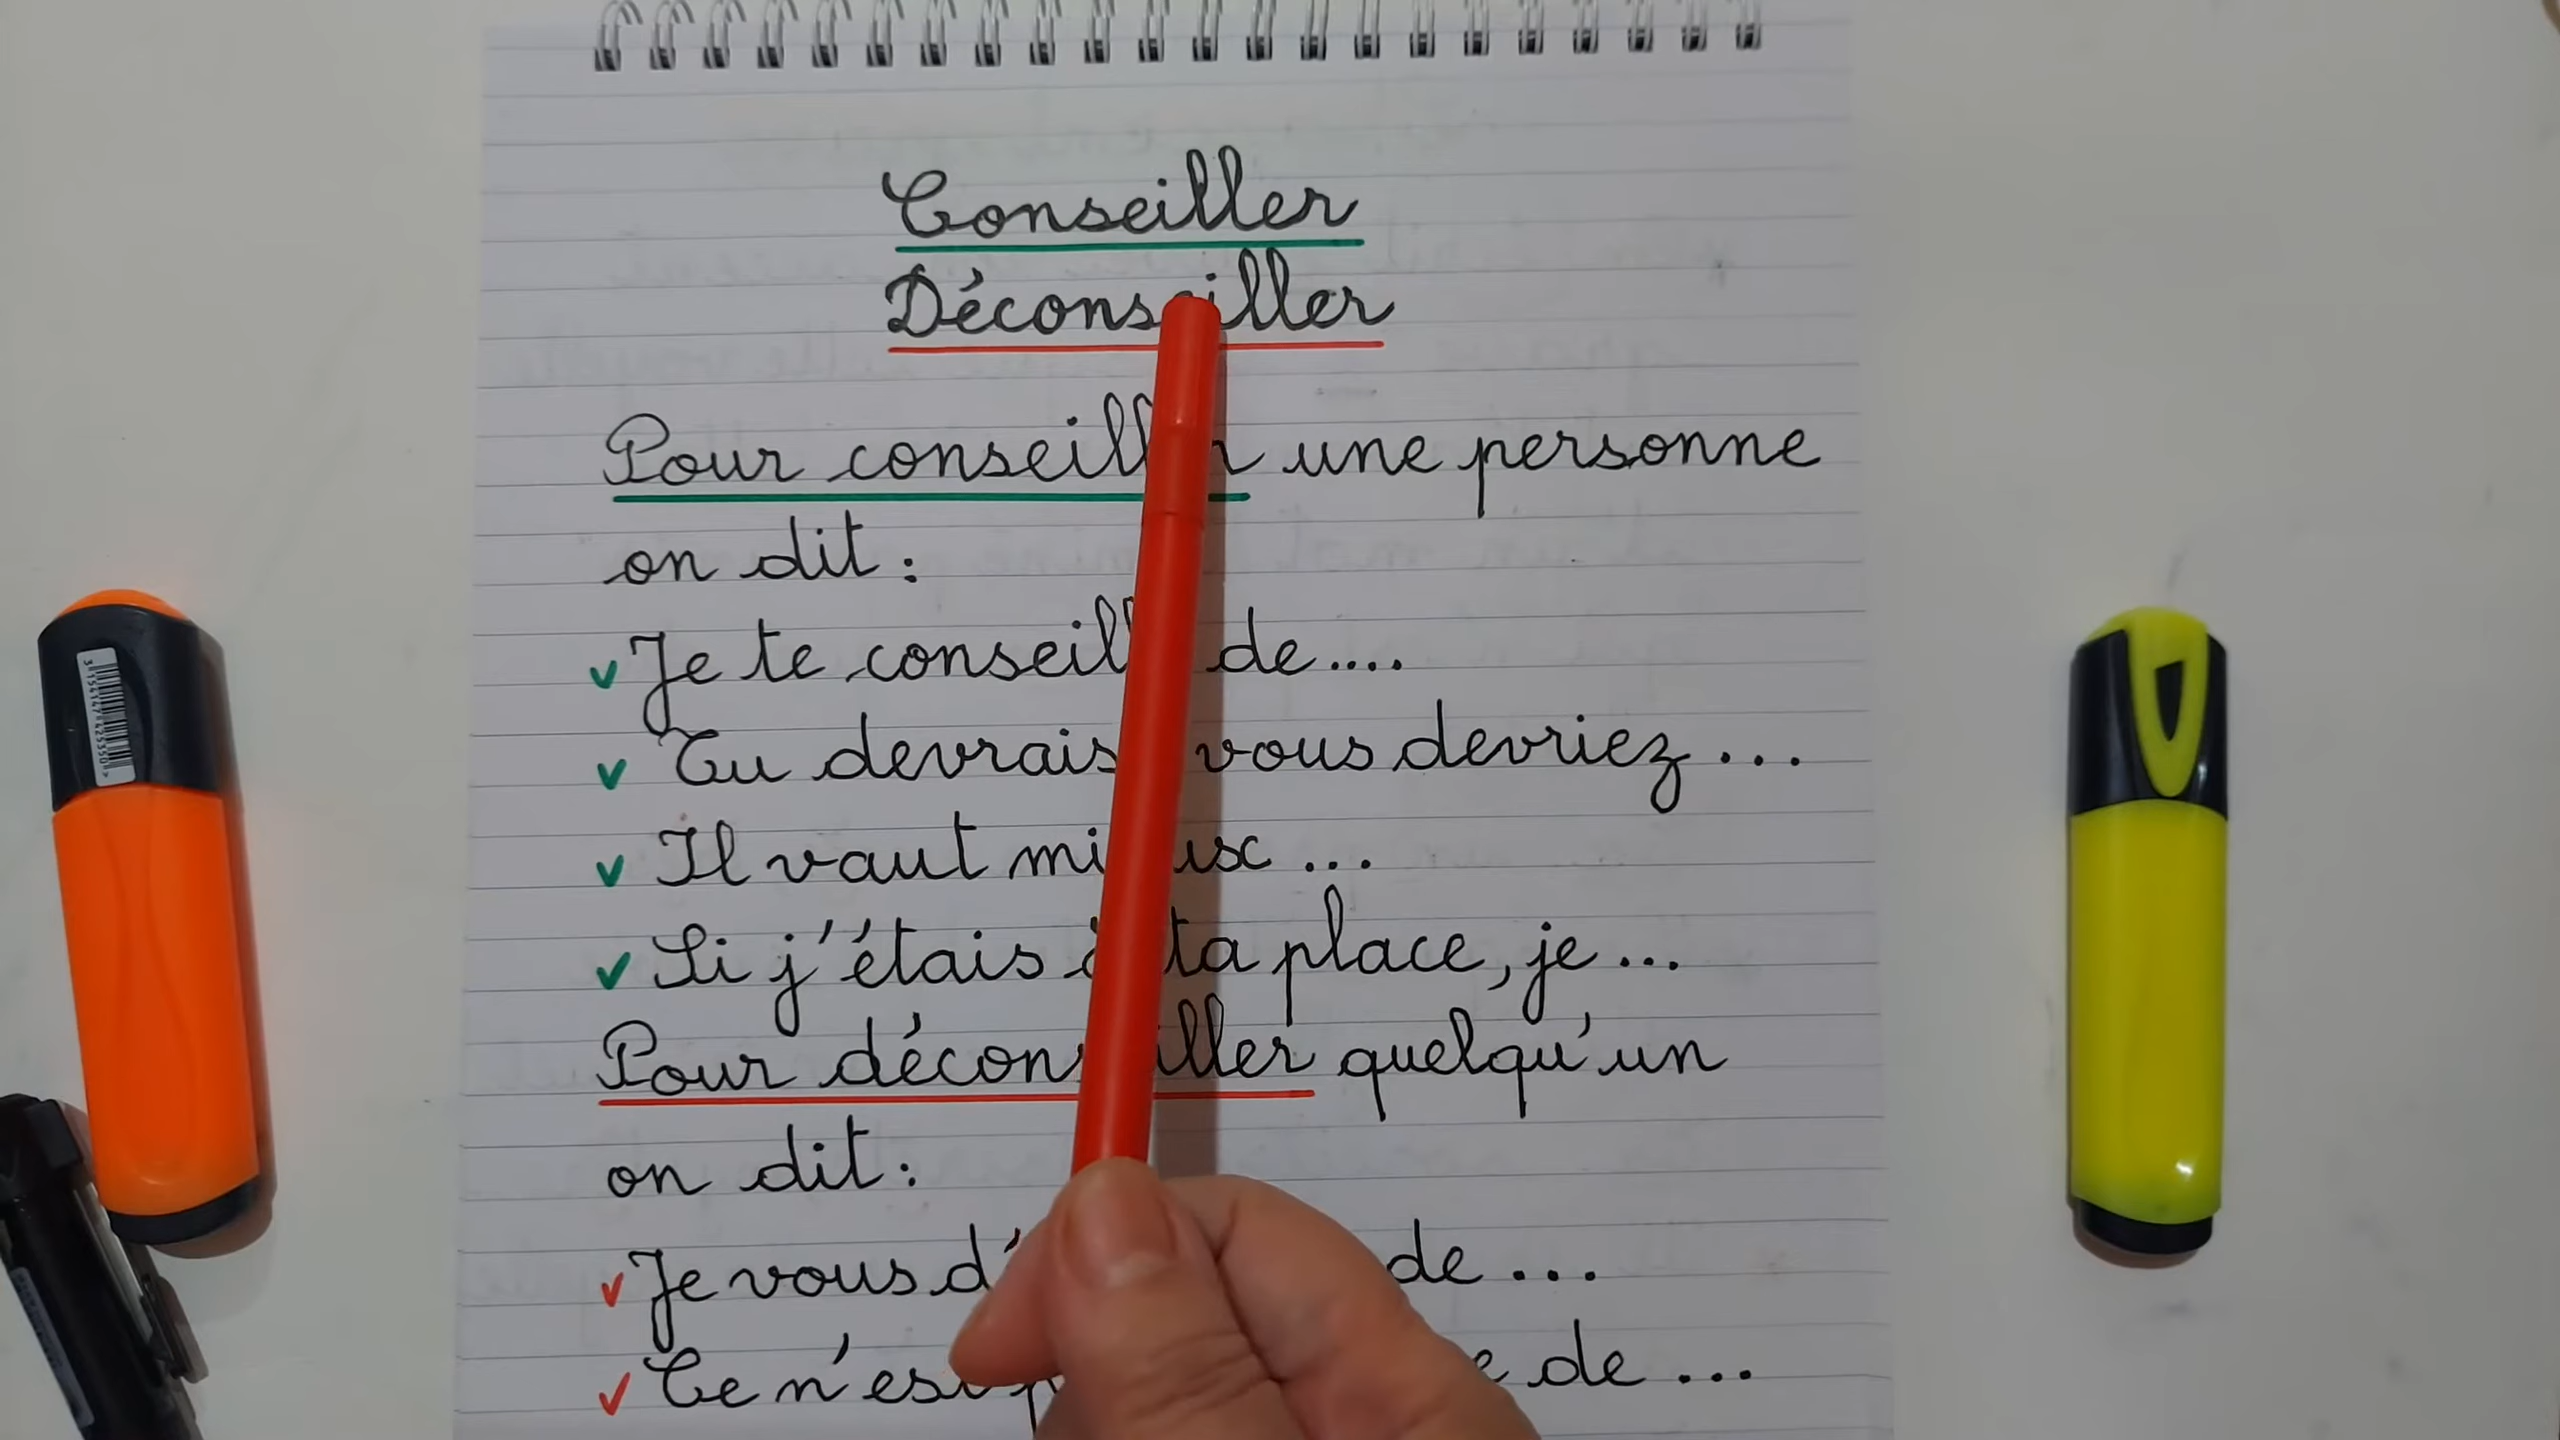 Conseiller
Déconseiller
Pour conseiller une personne
on dit :
Je te conseille de....
Tu devrais vous devriez ...
Il vaut mieux ...
Si j'étais à ta place, je ...
Pour déconseiller quelqu'un
on dit :
Je vous de ...
Ce n'est de ...
3154147425350